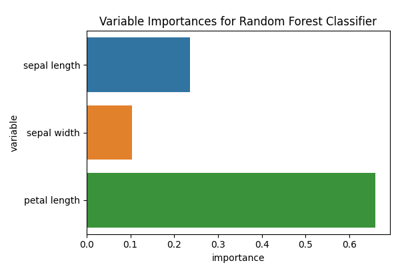 Variable Importances for Random Forest Classifier
sepal length
sepal width
petal length
variable
0.0 0.1 0.2 0.3 0.4 0.5 0.6
importance